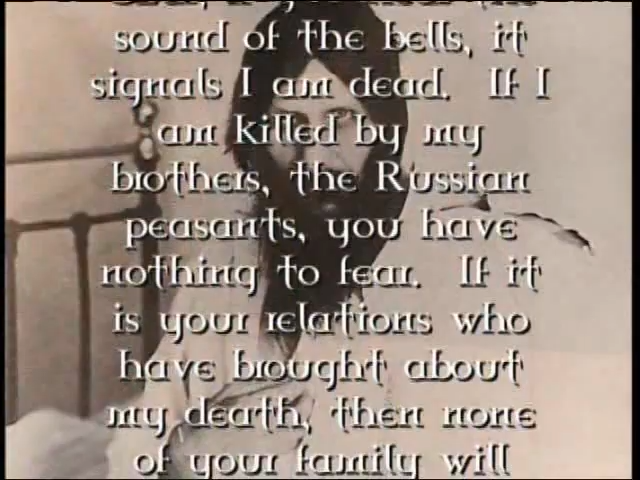 sound of the bells, it
signals I am dead. If I
am killed by my
brothers, the Russian
peasants, you have
nothing to fear. If it
is your relations who
have brought about
my death, then none
of your family will